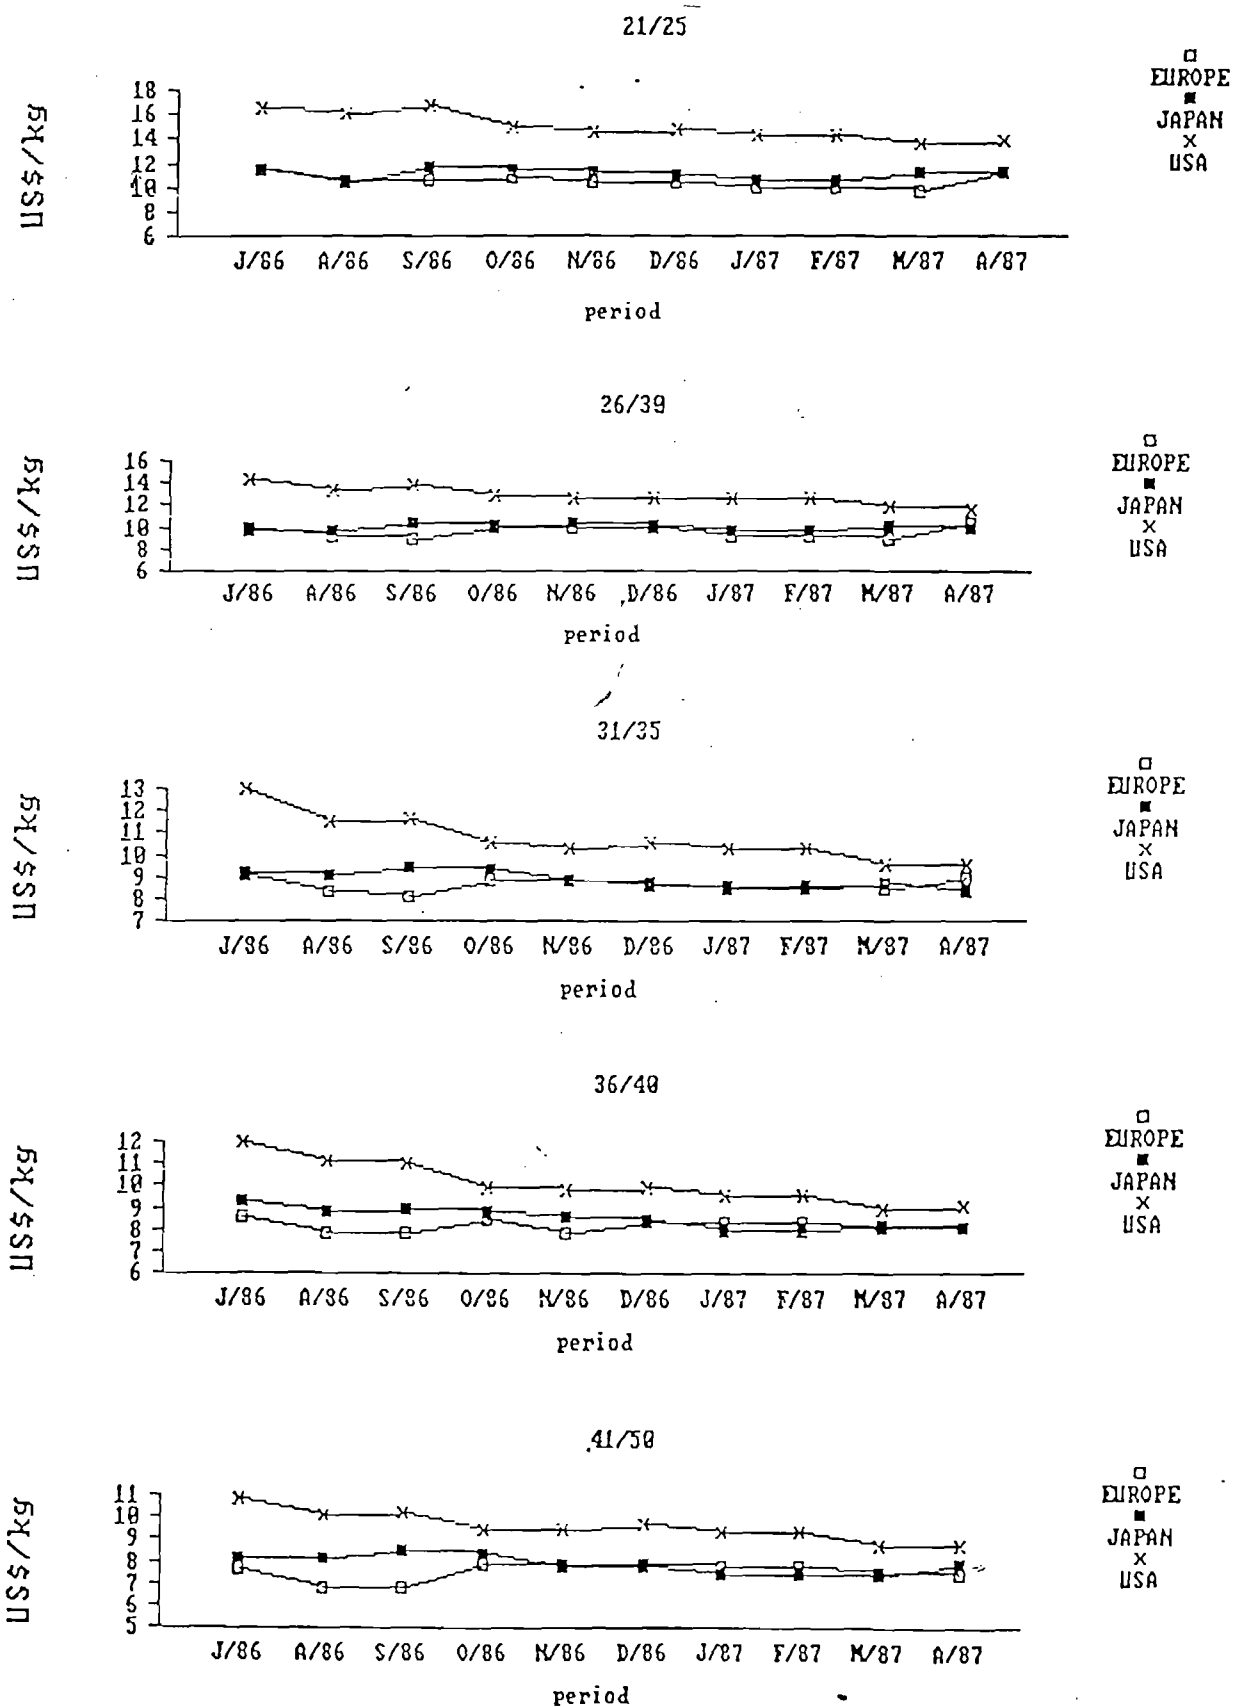 21/25
US$/kg
18
16
14
12
10
8
6
J/86 A/86 S/86 O/86 N/86 D/86 J/87 F/87 M/87 A/87
period
EUROPE
JAPAN
USA
26/30
US$/kg
16
14
12
10
8
6
J/86 A/86 S/86 O/86 N/86 D/86 J/87 F/87 M/87 A/87
period
EUROPE
JAPAN
USA
31/35
US$/kg
13
12
11
10
9
8
7
J/86 A/86 S/86 O/86 N/86 D/86 J/87 F/87 M/87 A/87
period
EUROPE
JAPAN
USA
36/40
US$/kg
12
11
10
9
8
7
6
J/86 A/86 S/86 O/86 N/86 D/86 J/87 F/87 M/87 A/87
period
EUROPE
JAPAN
USA
41/50
US$/kg
11
10
9
8
7
6
5
J/86 A/86 S/86 O/86 N/86 D/86 J/87 F/87 M/87 A/87
period
EUROPE
JAPAN
USA